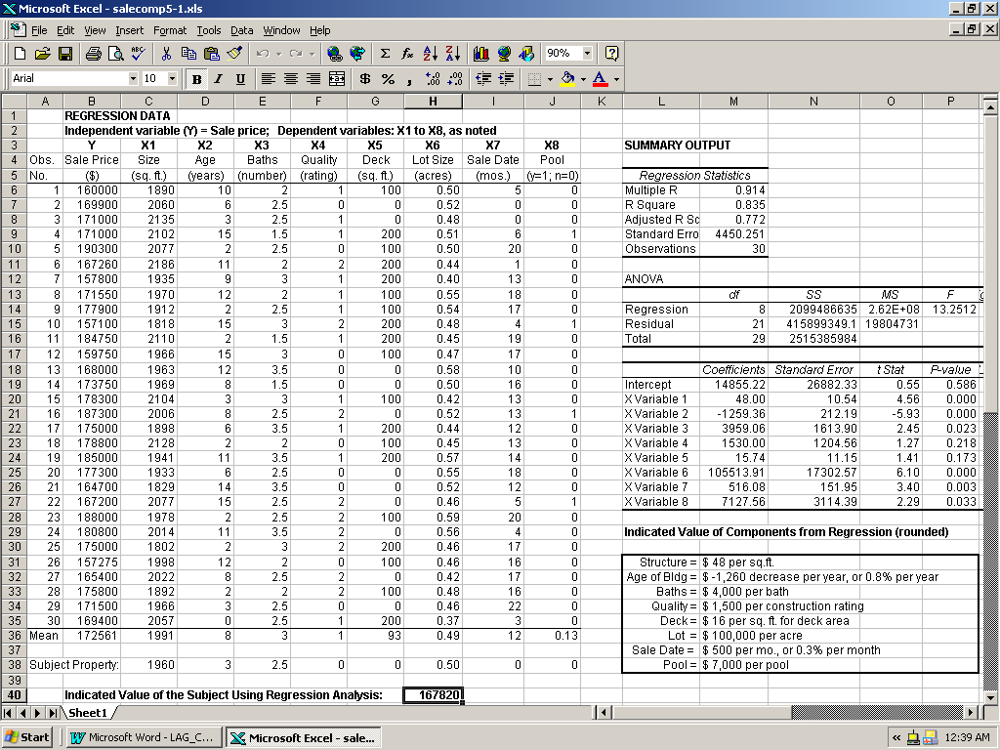 Microsoft Excel - salecomp5-1.xls
File Edit View Insert Format Tools Data Window Help
90%
Arial 10 B I U $ % ,
A B C D E F G H I J K L M N O P
1 REGRESSION DATA
2 Independent variable (Y) = Sale price; Dependent variables: X1 to X8, as noted
3 Y X1 X2 X3 X4 X5 X6 X7 X8 SUMMARY OUTPUT
4 Obs. Sale Price Size Age Baths Quality Deck Lot Size Sale Date Pool
5 No. ($) (sq. ft.) (years) (number) (rating) (sq. ft.) (acres) (mos.) (y=1; n=0) Regression Statistics
6 1 160000 1890 10 2 1 100 0.50 5 0 Multiple R 0.914
7 2 169900 2060 6 2.5 0 0 0.52 0 0 R Square 0.835
8 3 171000 2135 3 2.5 1 0 0.48 0 0 Adjusted R Sc 0.772
9 4 171000 2102 15 1.5 1 200 0.51 6 1 Standard Erro 4450.251
10 5 190300 2077 2 2.5 0 100 0.50 20 0 Observations 30
11 6 167260 2186 11 2 2 200 0.44 1 0
12 7 157800 1935 9 3 1 200 0.40 13 0 ANOVA
13 8 171550 1970 12 2 1 100 0.55 18 0 df SS MS F
14 9 177900 1912 2 2.5 1 100 0.54 17 0 Regression 8 2099486635 2.62E+08 13.2512
15 10 157100 1818 15 3 2 200 0.48 4 1 Residual 21 415899349.1 19804731
16 11 184750 2110 2 1.5 1 200 0.45 19 0 Total 29 2515385984
17 12 159750 1966 15 3 0 100 0.47 17 0
18 13 168000 1963 12 3.5 0 0 0.58 10 0 Coefficients Standard Error t Stat P-value
19 14 173750 1969 8 1.5 0 0 0.50 16 0 Intercept 14855.22 26882.33 0.55 0.586
20 15 178300 2104 3 3 1 100 0.42 13 0 X Variable 1 48.00 10.54 4.56 0.000
21 16 187300 2006 8 2.5 2 0 0.52 13 1 X Variable 2 -1259.36 212.19 -5.93 0.000
22 17 175000 1898 6 3.5 1 200 0.44 12 0 X Variable 3 3959.06 1613.90 2.45 0.023
23 18 178800 2128 2 2 0 100 0.45 13 0 X Variable 4 1530.00 1204.56 1.27 0.218
24 19 185000 1941 11 3.5 1 200 0.57 14 0 X Variable 5 15.74 11.15 1.41 0.173
25 20 177300 1933 6 2.5 0 0 0.55 18 0 X Variable 6 105513.91 17302.57 6.10 0.000
26 21 164700 1829 14 3.5 0 0 0.52 12 0 X Variable 7 516.08 151.95 3.40 0.003
27 22 167200 2077 15 2.5 2 0 0.46 5 1 X Variable 8 7127.56 3114.39 2.29 0.033
28 23 188000 1978 2 2.5 2 100 0.59 20 0
29 24 180800 2014 11 3.5 2 0 0.56 4 0 Indicated Value of Components from Regression (rounded)
30 25 175000 1802 2 3 2 200 0.46 17 0
31 26 157275 1998 12 2 0 100 0.46 16 0 Structure = $ 48 per sq.ft.
32 27 165400 2022 8 2.5 2 0 0.42 17 0 Age of Bldg = $ -1,260 decrease per year, or 0.8% per year
33 28 175800 1892 2 2 2 100 0.48 16 0 Baths = $ 4,000 per bath
34 29 171500 1966 3 2.5 0 0 0.46 22 0 Quality = $ 1,500 per construction rating
35 30 169400 2057 0 2.5 1 200 0.37 3 0 Deck = $ 16 per sq. ft. for deck area
36 Mean 172561 1991 8 3 1 93 0.49 12 0.13 Lot = $ 100,000 per acre
37 Sale Date = $ 500 per mo., or 0.3% per month
38 Subject Property: 1960 3 2.5 0 0 0.50 0 0 Pool = $ 7,000 per pool
39
40 Indicated Value of the Subject Using Regression Analysis: 167820
Sheet1
Start Microsoft Word - LAG_C... Microsoft Excel - sale... « 12:39 AM